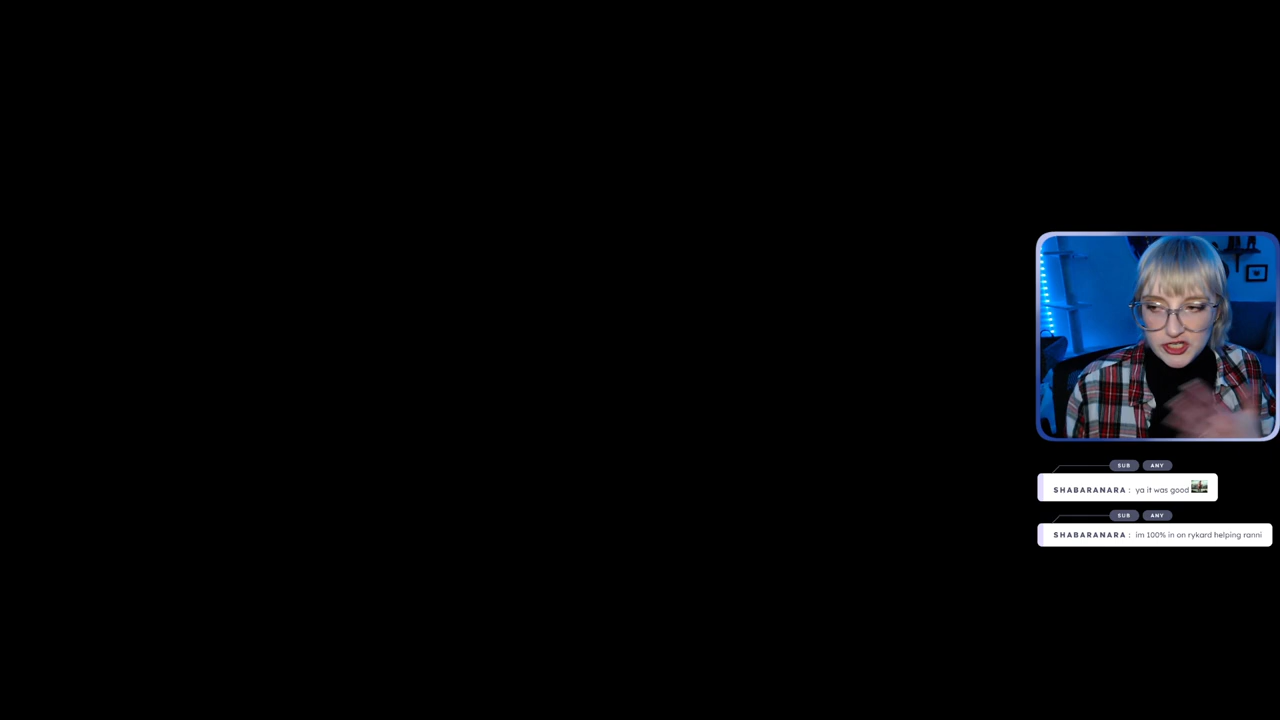 SUB ANY
SHABARANARA : ya it was good
SUB ANY
SHABARANARA : im 100% in on rykard helping ranni